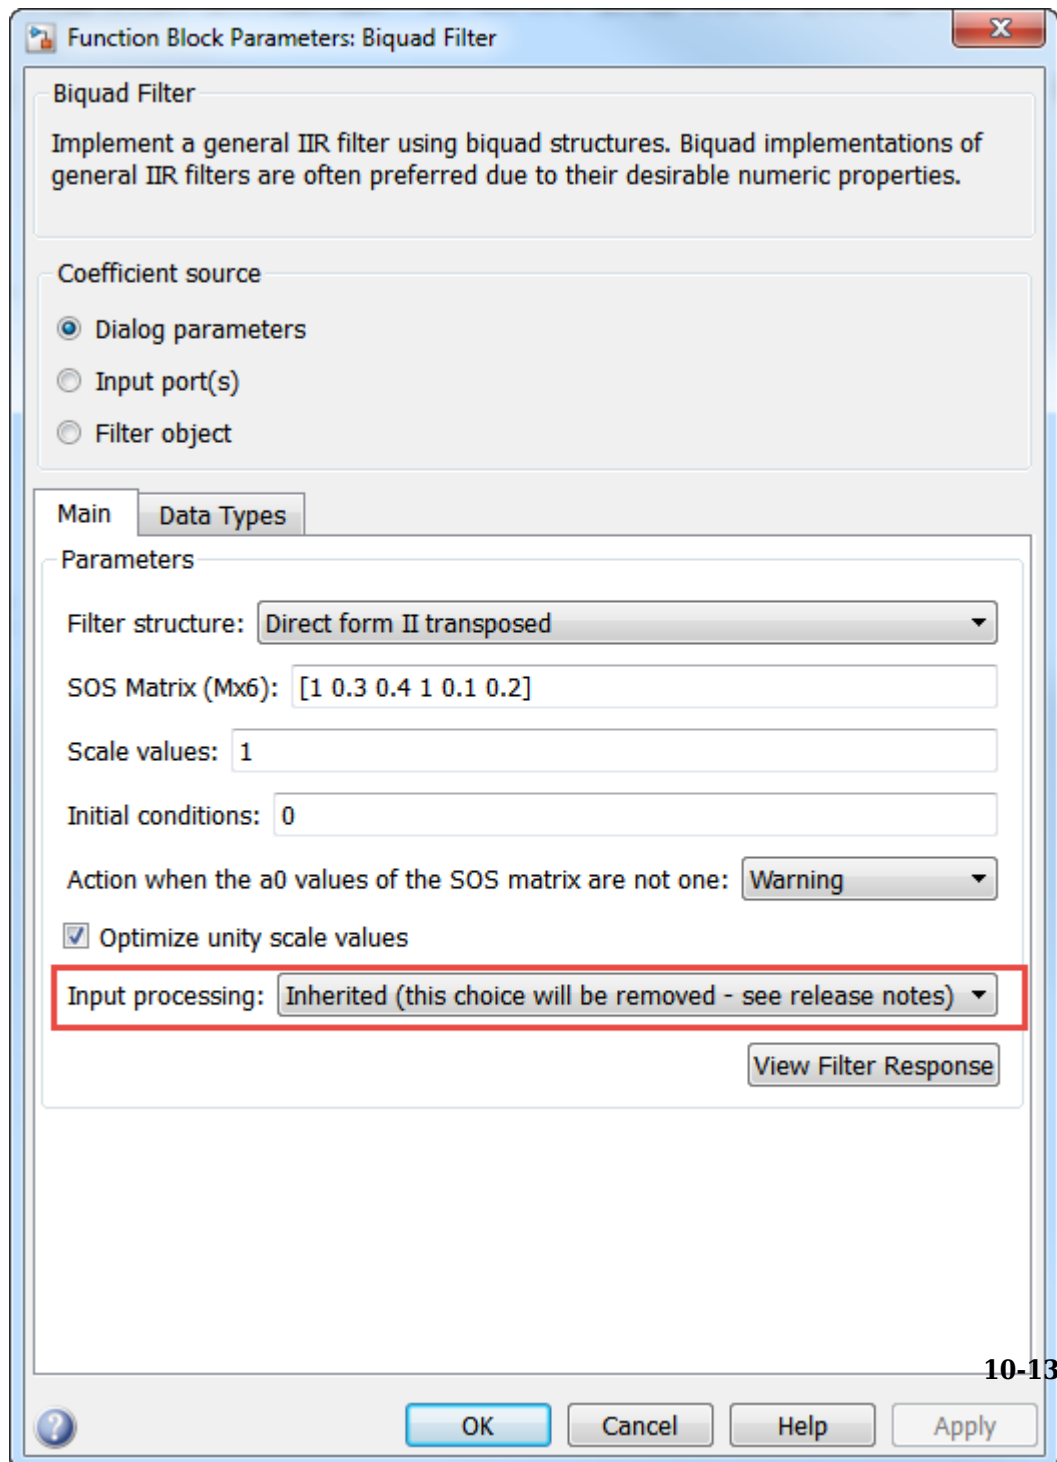 Function Block Parameters: Biquad Filter
Biquad Filter
Implement a general IIR filter using biquad structures. Biquad implementations of
general IIR filters are often preferred due to their desirable numeric properties.
Coefficient source
Dialog parameters
Input port(s)
Filter object
Main Data Types
Parameters
Filter structure: Direct form II transposed
SOS Matrix (Mx6): [1 0.3 0.4 1 0.1 0.2]
Scale values: 1
Initial conditions: 0
Action when the a0 values of the SOS matrix are not one: Warning
Optimize unity scale values
Input processing: Inherited (this choice will be removed - see release notes)
View Filter Response
10-13
? OK Cancel Help Apply